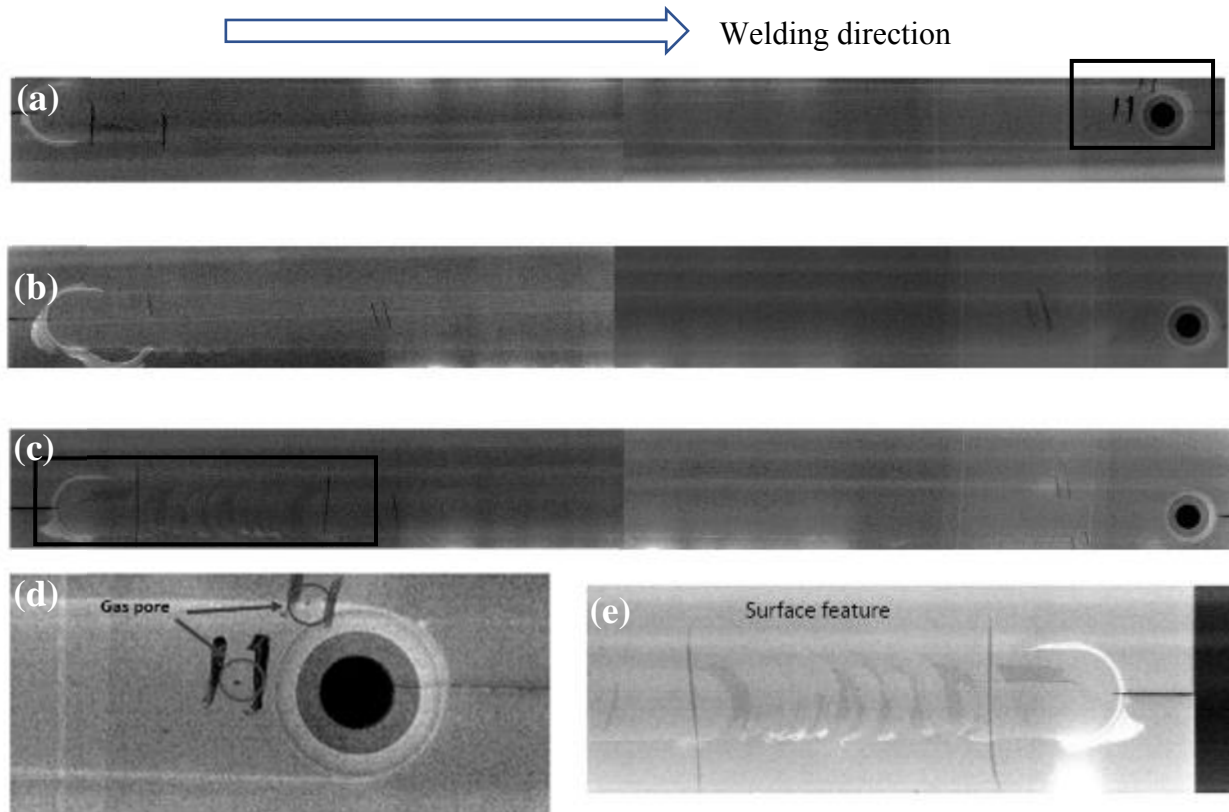 Welding direction
(a)
(b)
(c)
(d)
Gas pore
(e)
Surface feature